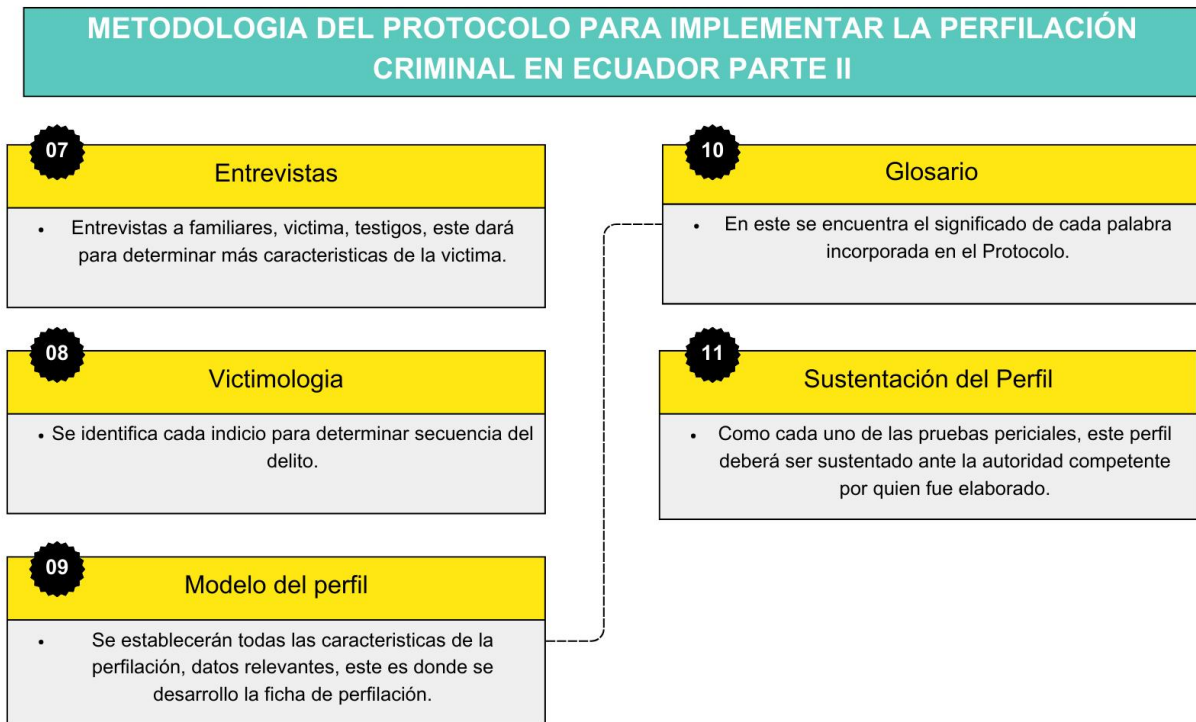 METODOLOGIA DEL PROTOCOLO PARA IMPLEMENTAR LA PERFILACIÓN
CRIMINAL EN ECUADOR PARTE II
07
Entrevistas
• Entrevistas a familiares, victima, testigos, este dará
para determinar más caracteristicas de la victima.
08
Victimologia
• Se identifica cada indicio para determinar secuencia del
delito.
09
Modelo del perfil
• Se establecerán todas las caracteristicas de la
perfilación, datos relevantes, este es donde se
desarrollo la ficha de perfilación.
10
Glosario
• En este se encuentra el significado de cada palabra
incorporada en el Protocolo.
11
Sustentación del Perfil
• Como cada uno de las pruebas periciales, este perfil
deberá ser sustentado ante la autoridad competente
por quien fue elaborado.